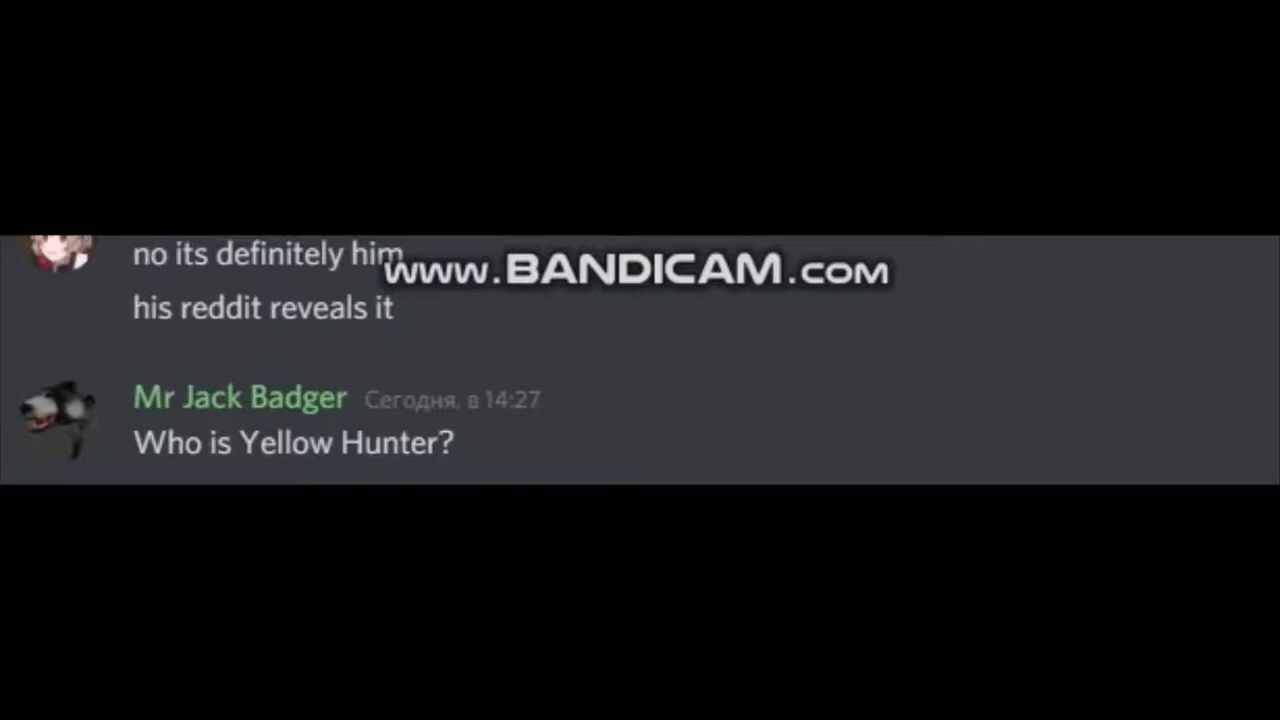 no its definitely him
www.BANDICAM.com
his reddit reveals it
Mr Jack Badger Сегодня, в 14:27
Who is Yellow Hunter?